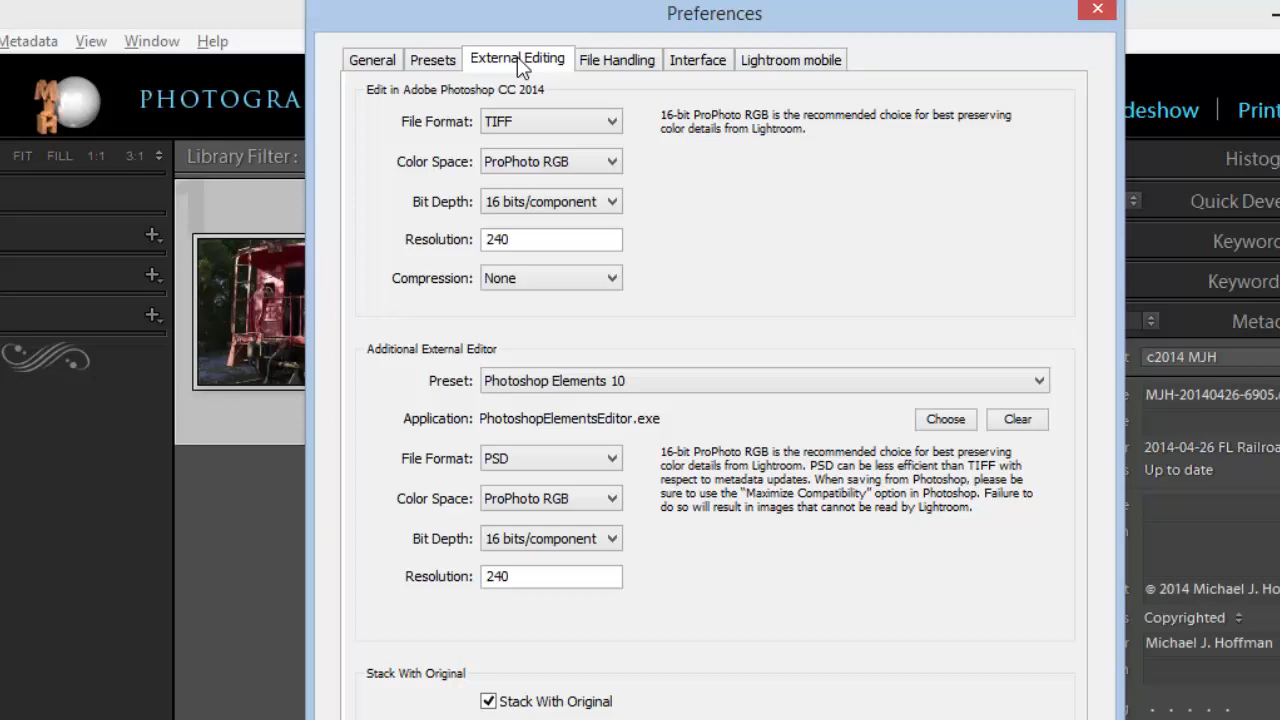 Preferences
Metadata View Window Help
General Presets External Editing File Handling Interface Lightroom mobile
MJH
PHOTOGRA
deshow | Print
Edit in Adobe Photoshop CC 2014
File Format: TIFF
16-bit ProPhoto RGB is the recommended choice for best preserving
color details from Lightroom.
Color Space: ProPhoto RGB
Bit Depth: 16 bits/component
Resolution: 240
Compression: None
FIT FILL 1:1 3:1
Library Filter :
Histog
Quick Deve
Keyword
Keyword
Metad
Additional External Editor
Preset: Photoshop Elements 10
Application: PhotoshopElementsEditor.exe
Choose Clear
File Format: PSD
16-bit ProPhoto RGB is the recommended choice for best preserving
color details from Lightroom. PSD can be less efficient than TIFF with
respect to metadata updates. When saving from Photoshop, please be
sure to use the "Maximize Compatibility" option in Photoshop. Failure to
do so will result in images that cannot be read by Lightroom.
Color Space: ProPhoto RGB
Bit Depth: 16 bits/component
Resolution: 240
Stack With Original
Stack With Original
c2014 MJH
MJH-20140426-6905.
2014-04-26 FL Railroa
Up to date
© 2014 Michael J. Ho
Copyrighted
Michael J. Hoffman